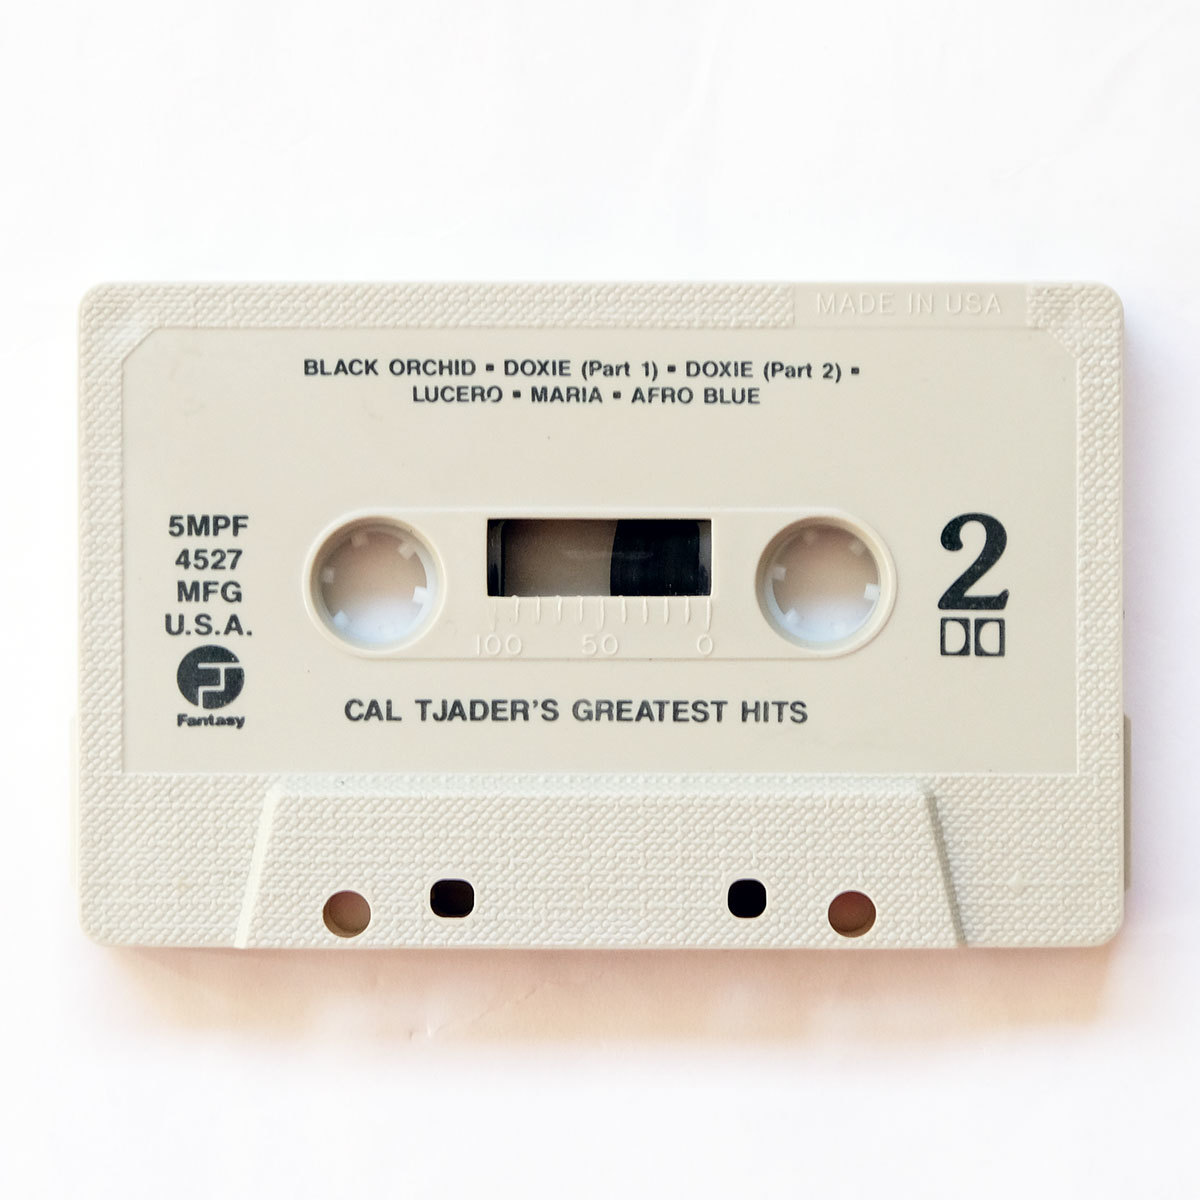 MADE IN USA
BLACK ORCHID ▪ DOXIE (Part 1) ▪ DOXIE (Part 2) ▪
LUCERO ▪ MARIA ▪ AFRO BLUE
5MPF
4527
MFG
U.S.A.
Fantasy
2
100 50 0
CAL TJADER'S GREATEST HITS